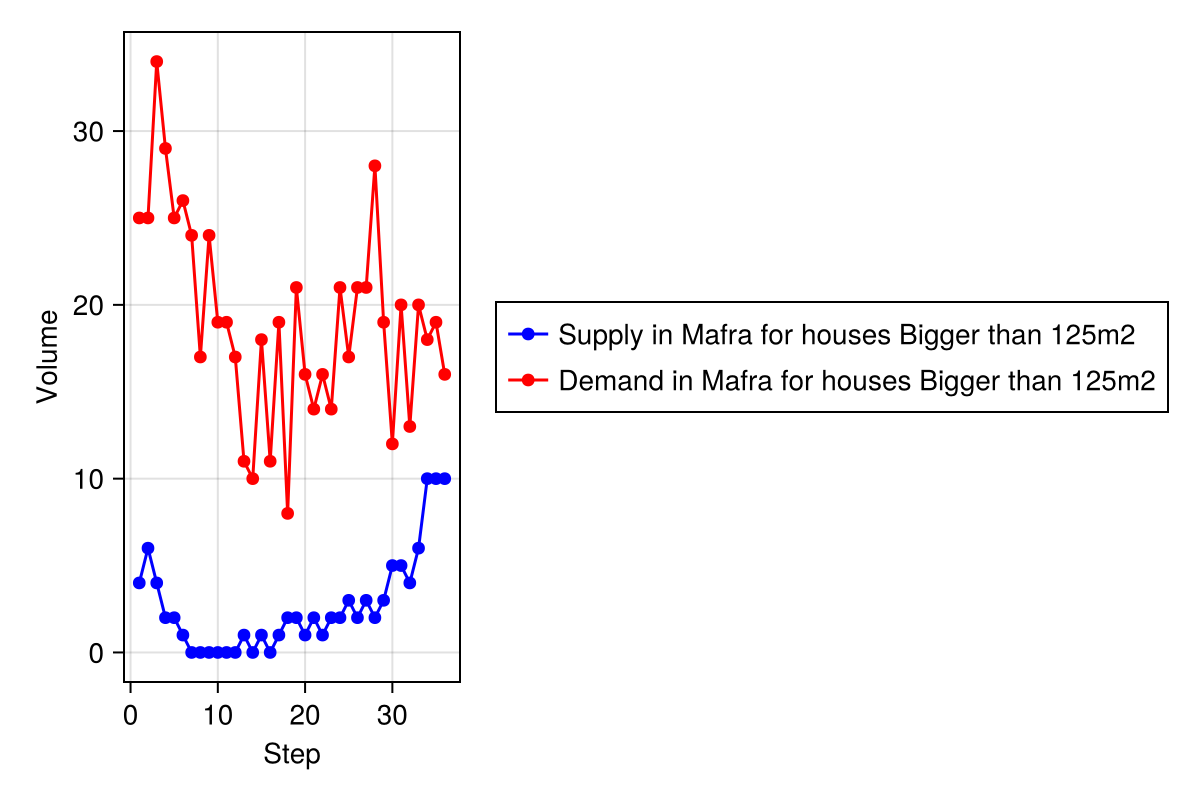 30
20
10
0
Volume
0 10 20 30
Step
Supply in Mafra for houses Bigger than 125m2
Demand in Mafra for houses Bigger than 125m2